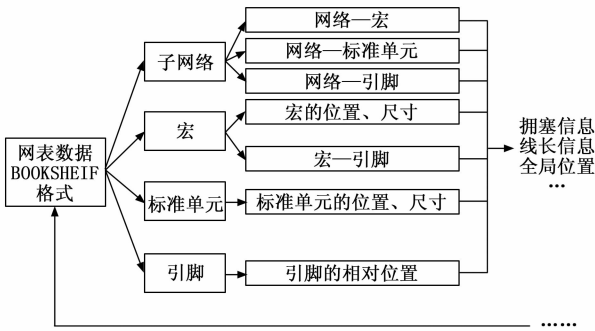 网络—宏
网络—标准单元
子网络
网络—引脚
宏的位置、尺寸
宏
宏—引脚
网表数据
BOOKSHEIF
格式
拥塞信息
线长信息
全局位置
…
标准单元
标准单元的位置、尺寸
引脚
引脚的相对位置
……